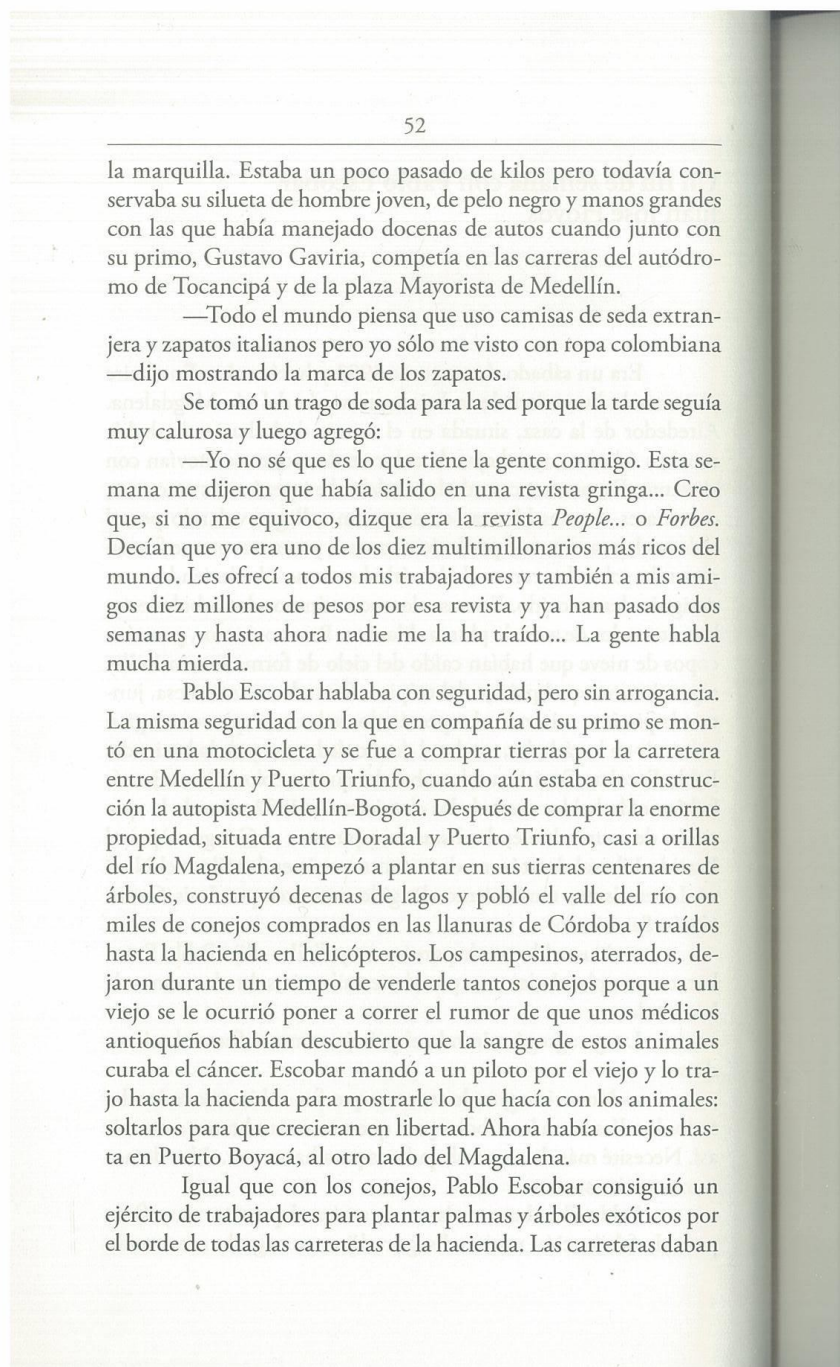 52
la marquilla. Estaba un poco pasado de kilos pero todavía con-
servaba su silueta de hombre joven, de pelo negro y manos grandes
con las que había manejado docenas de autos cuando junto con
su primo, Gustavo Gaviria, competía en las carreras del autódro-
mo de Tocancipá y de la plaza Mayorista de Medellín.
—Todo el mundo piensa que uso camisas de seda extran-
jera y zapatos italianos pero yo sólo me visto con ropa colombiana
—dijo mostrando la marca de los zapatos.
Se tomó un trago de soda para la sed porque la tarde seguía
muy calurosa y luego agregó:
—Yo no sé que es lo que tiene la gente conmigo. Esta se-
mana me dijeron que había salido en una revista gringa... Creo
que, si no me equivoco, dizque era la revista People... o Forbes.
Decían que yo era uno de los diez multimillonarios más ricos del
mundo. Les ofrecí a todos mis trabajadores y también a mis ami-
gos diez millones de pesos por esa revista y ya han pasado dos
semanas y hasta ahora nadie me la ha traído... La gente habla
mucha mierda.
Pablo Escobar hablaba con seguridad, pero sin arrogancia.
La misma seguridad con la que en compañía de su primo se mon-
tó en una motocicleta y se fue a comprar tierras por la carretera
entre Medellín y Puerto Triunfo, cuando aún estaba en construc-
ción la autopista Medellín-Bogotá. Después de comprar la enorme
propiedad, situada entre Doradal y Puerto Triunfo, casi a orillas
del río Magdalena, empezó a plantar en sus tierras centenares de
árboles, construyó decenas de lagos y pobló el valle del río con
miles de conejos comprados en las llanuras de Córdoba y traídos
hasta la hacienda en helicópteros. Los campesinos, aterrados, de-
jaron durante un tiempo de venderle tantos conejos porque a un
viejo se le ocurrió poner a correr el rumor de que unos médicos
antioqueños habían descubierto que la sangre de estos animales
curaba el cáncer. Escobar mandó a un piloto por el viejo y lo tra-
jo hasta la hacienda para mostrarle lo que hacía con los animales:
soltarlos para que crecieran en libertad. Ahora había conejos has-
ta en Puerto Boyacá, al otro lado del Magdalena.
Igual que con los conejos, Pablo Escobar consiguió un
ejército de trabajadores para plantar palmas y árboles exóticos por
el borde de todas las carreteras de la hacienda. Las carreteras daban